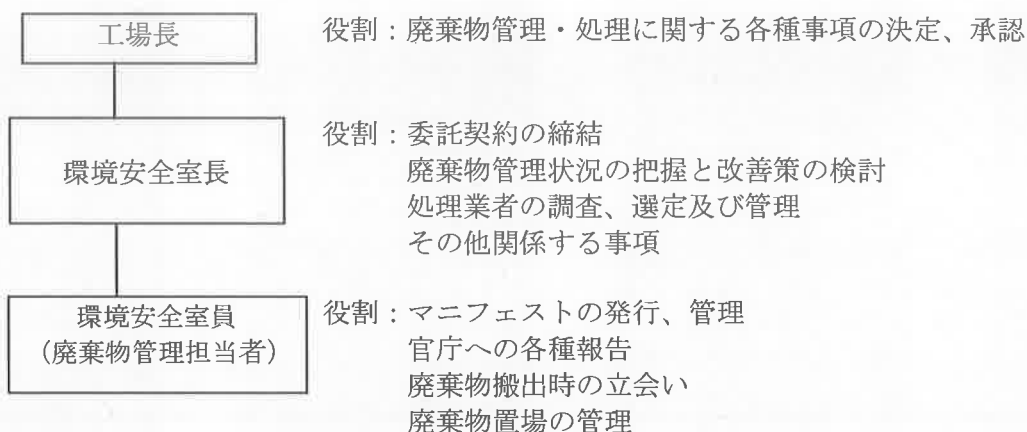 工場長
役割：廃棄物管理・処理に関する各種事項の決定、承認
環境安全室長
役割：委託契約の締結
廃棄物管理状況の把握と改善策の検討
処理業者の調査、選定及び管理
その他関係する事項
環境安全室員
（廃棄物管理担当者）
役割：マニフェストの発行、管理
官庁への各種報告
廃棄物搬出時の立会い
廃棄物置場の管理